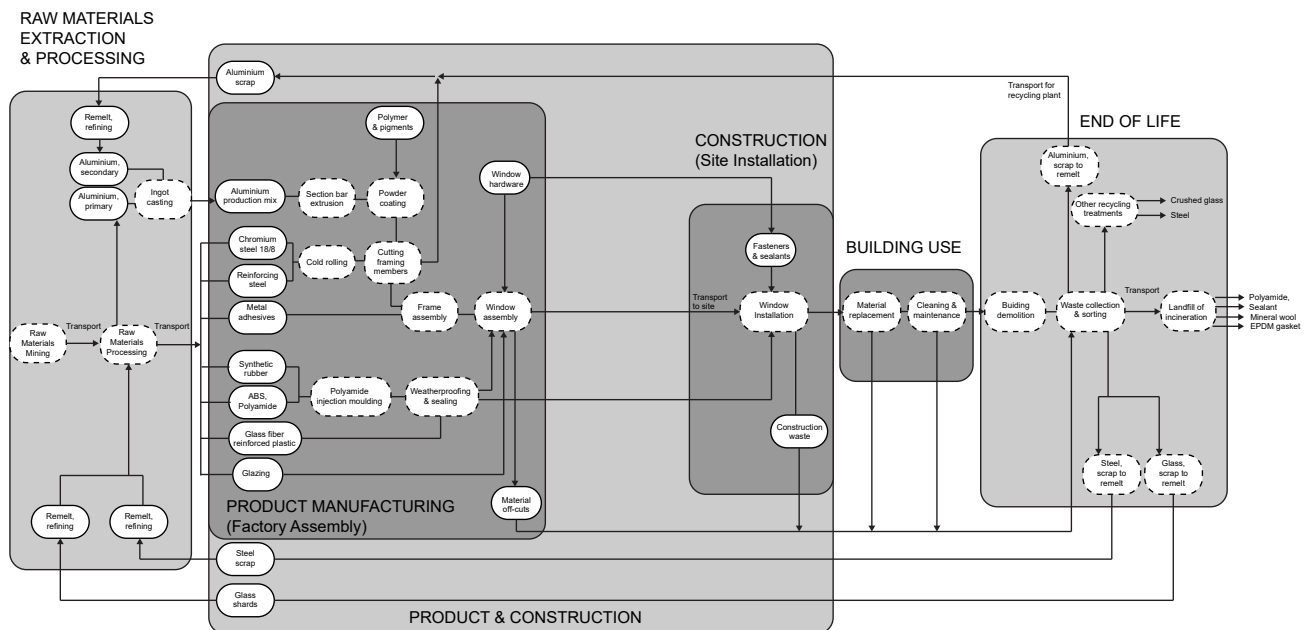 RAW MATERIALS
EXTRACTION
& PROCESSING
Aluminium
scrap
Remelt,
refining
Aluminium,
secondary
Aluminium,
primary
Ingot
casting
Transport
Transport
Raw
Materials
Mining
Raw
Materials
Processing
Remelt,
refining
Remelt,
refining
Polymer
& pigments
Aluminium
production mix
Section bar
extrusion
Powder
coating
Chromium
steel 18/8
Reinforcing
steel
Cold rolling
Cutting
framing
members
Metal
adhesives
Frame
assembly
Window
hardware
Window
assembly
Synthetic
rubber
ABS,
Polyamide
Polyamide
injection moulding
Weatherproofing
& sealing
Glass fiber
reinforced plastic
Glazing
Material
off-cuts
PRODUCT MANUFACTURING
(Factory Assembly)
Steel
scrap
Glass
shards
PRODUCT & CONSTRUCTION
CONSTRUCTION
(Site Installation)
Fasteners
& sealants
Transport
to site
Window
Installation
Construction
waste
BUILDING USE
Material
replacement
Cleaning &
maintenance
Transport for
recycling plant
END OF LIFE
Aluminium,
scrap to
remelt
Other recycling
treatments
Crushed glass
Steel
Buiding
demolition
Waste collection
& sorting
Transport
Landfill of
incineration
Polyamide,
Sealant
Mineral wool
EPDM gasket
Steel,
scrap to
remelt
Glass,
scrap to
remelt